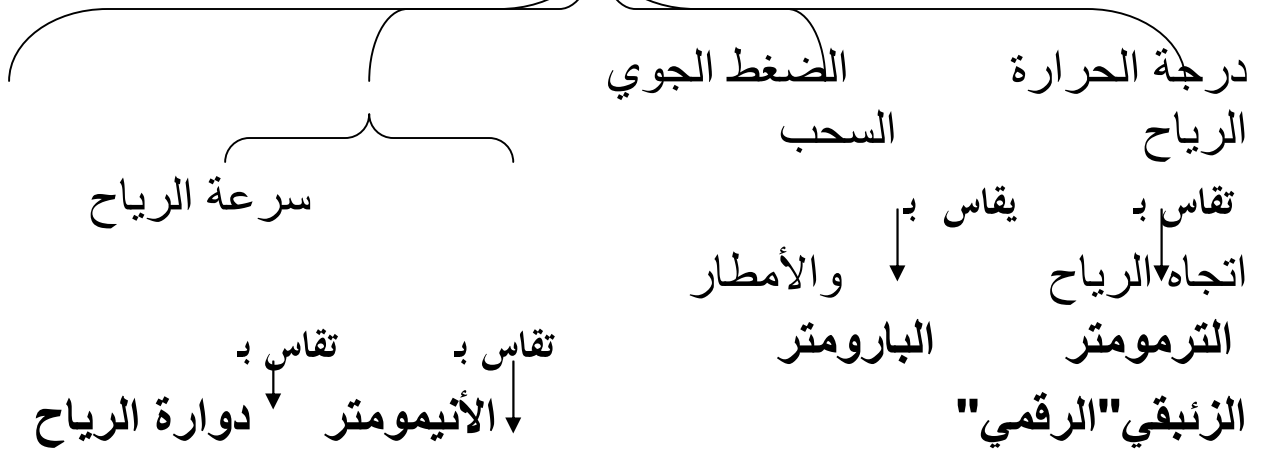 درجة الحرارة الضغط الجوي
الرياح السحب
سرعة الرياح
تقاس بـ يقاس بـ
اتجاه الرياح والأمطار
الترمومتر البارومتر
تقاس بـ تقاس بـ
الزئبقي"الرقمي" الأنيمومتر دوارة الرياح